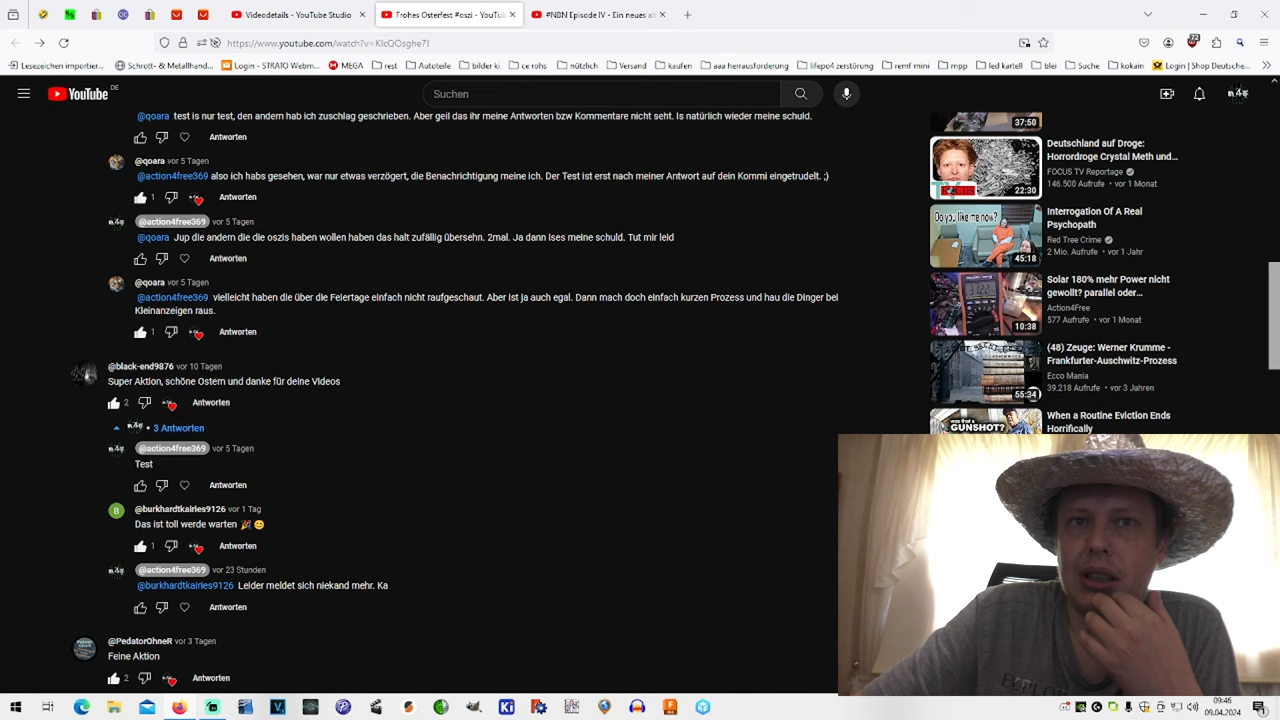 Videodetails - YouTube Studio
Frohes Osterfest #oszi - YouTub
#NBN Episode IV - Ein neues al
https://www.youtube.com/watch?v=KlcQOsghe7I
23
Lesezeichen importier...
Schrott- & Metallhand...
Login - STRATO Webm...
MEGA
rest
Autoteile
bilder ki
ce rohs
nützlich
Versand
kaufen
aaa herrausforderung
lifepo4.zerstörung
remf mini
mpp
led kartell
blei
Suche
kokain
Login | Shop Deutsche...
YouTube DE
Suchen
@qoara test is nur test, den andern hab ich zuschlag geschrieben. Aber geil das ihr meine Antworten bzw Kommentare nicht seht. Is natürlich wieder meine schuld.
Antworten
@qoara vor 5 Tagen
@action4free369 also ich habs gesehen, war nur etwas verzögert, die Benachrichtigung meine ich. Der Test ist erst nach meiner Antwort auf dein Kommi eingetrudelt. ;)
1 Antworten
@action4free369 vor 5 Tagen
@qoara Jup die andern die die oszis haben wollen haben das halt zufällig übersehn. 2mal. Ja dann ises meine schuld. Tut mir leid
Antworten
@qoara vor 5 Tagen
@action4free369 vielleicht haben die über die Feiertage einfach nicht raufgeschaut. Aber ist ja auch egal. Dann mach doch einfach kurzen Prozess und hau die Dinger bei
Kleinanzeigen raus.
1 Antworten
@black-end9876 vor 10 Tagen
Super Aktion, schöne Ostern und danke für deine Videos
2 Antworten
3 Antworten
@action4free369 vor 5 Tagen
Test
Antworten
B @burkhardtkairies9126 vor 1 Tag
Das ist toll werde warten 🎉 😊
1 Antworten
@action4free369 vor 23 Stunden
@burkhardtkairies9126 Leider meldet sich niekand mehr. Ka
Antworten
@PedatorOhneR vor 3 Tagen
Feine Aktion
2 Antworten
37:50
Deutschland auf Droge:
Horrordroge Crystal Meth und...
FOCUS TV Reportage
146.500 Aufrufe • vor 1 Monat
22:30
Do you like me now?
Interrogation Of A Real
Psychopath
Red Tree Crime
2 Mio. Aufrufe • vor 1 Jahr
45:18
Solar 180% mehr Power nicht
gewollt? parallel oder...
Action4Free
577 Aufrufe • vor 1 Monat
10:38
(48) Zeuge: Werner Krumme -
Frankfurter-Auschwitz-Prozess
Ecco Mania
39.218 Aufrufe • vor 3 Jahren
55:34
When a Routine Eviction Ends
Horrifically
was that a
GUNSHOT?
09:46
09.04.2024